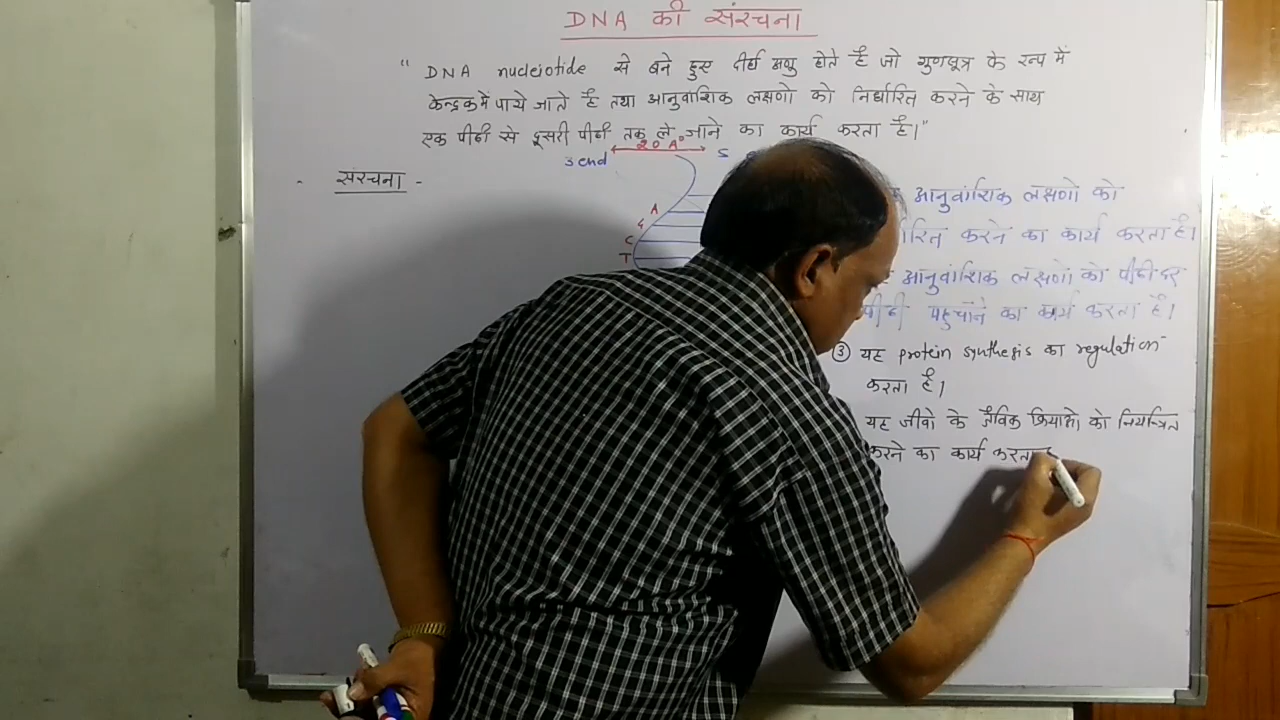 DNA की संरचना
" DNA nucleiotide से बने हुए दीर्घ अणु होते है जो गुणसूत्र के रूप में
केन्द्रक में पाये जाते है तथा आनुवांशिक लक्षणो को निर्धारित करने के साथ
एक पीढी से दूसरी पीढी तक ले जाने का कार्य करता है।"
20 A°
3 end
5
- संरचना -
आनुवांशिक लक्षणो को
A
G
रित करने का कार्य करता है।
C
T
आनुवांशिक लक्षणो को पीढी दर
पीढी पहुचाने का कार्य करता है।
③ यह protein synthesis का regulation
करता है।
यह जीवो के जैविक क्रियाओ को नियन्त्रित
करने का कार्य करता